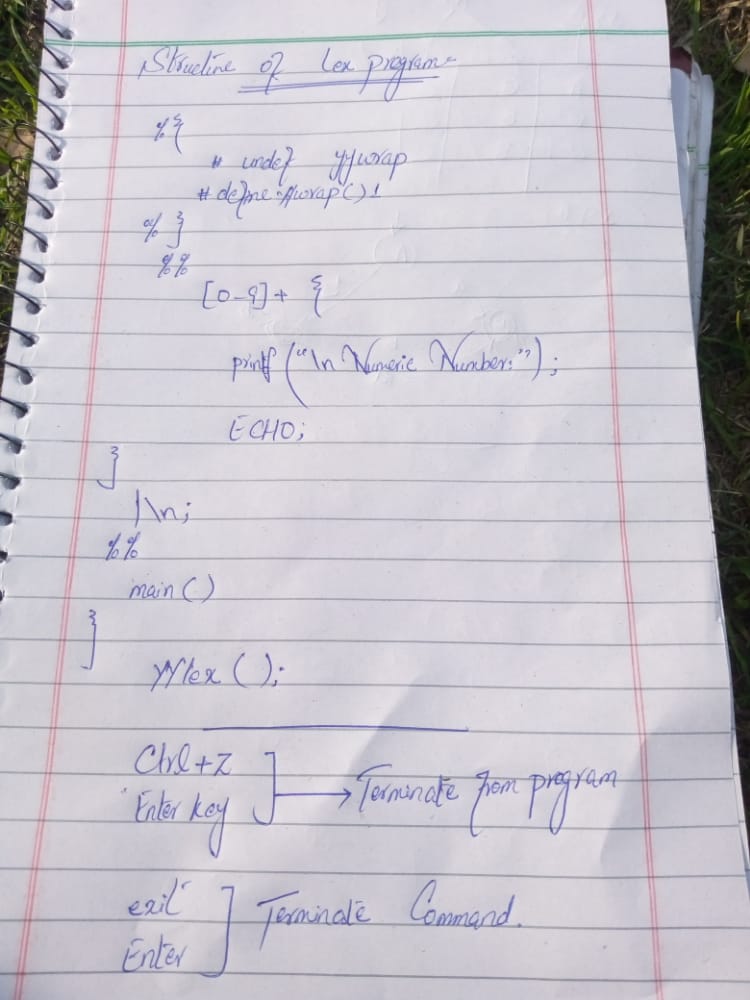 Structure of Lex program
%{
# undef yywrap
# define yywrap() 1
%}
%%
[0-9]+ {
printf("\n Numeric Number:");
ECHO;
}
|\n;
%%
main()
}
yylex();
Ctrl+Z
Enter key
Terminate from program
exit
Enter
Terminate Command.